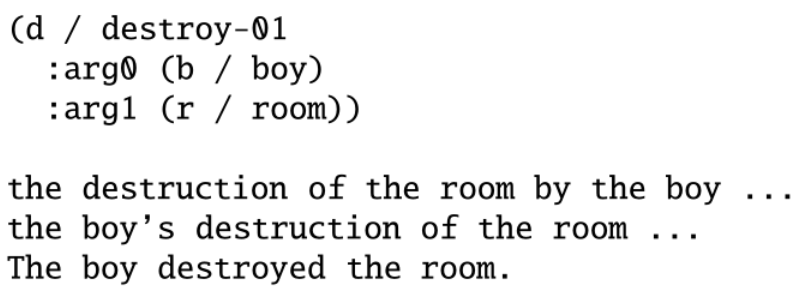 (d / destroy-01
:arg0 (b / boy)
:arg1 (r / room))
the destruction of the room by the boy ...
the boy’s destruction of the room ...
The boy destroyed the room.